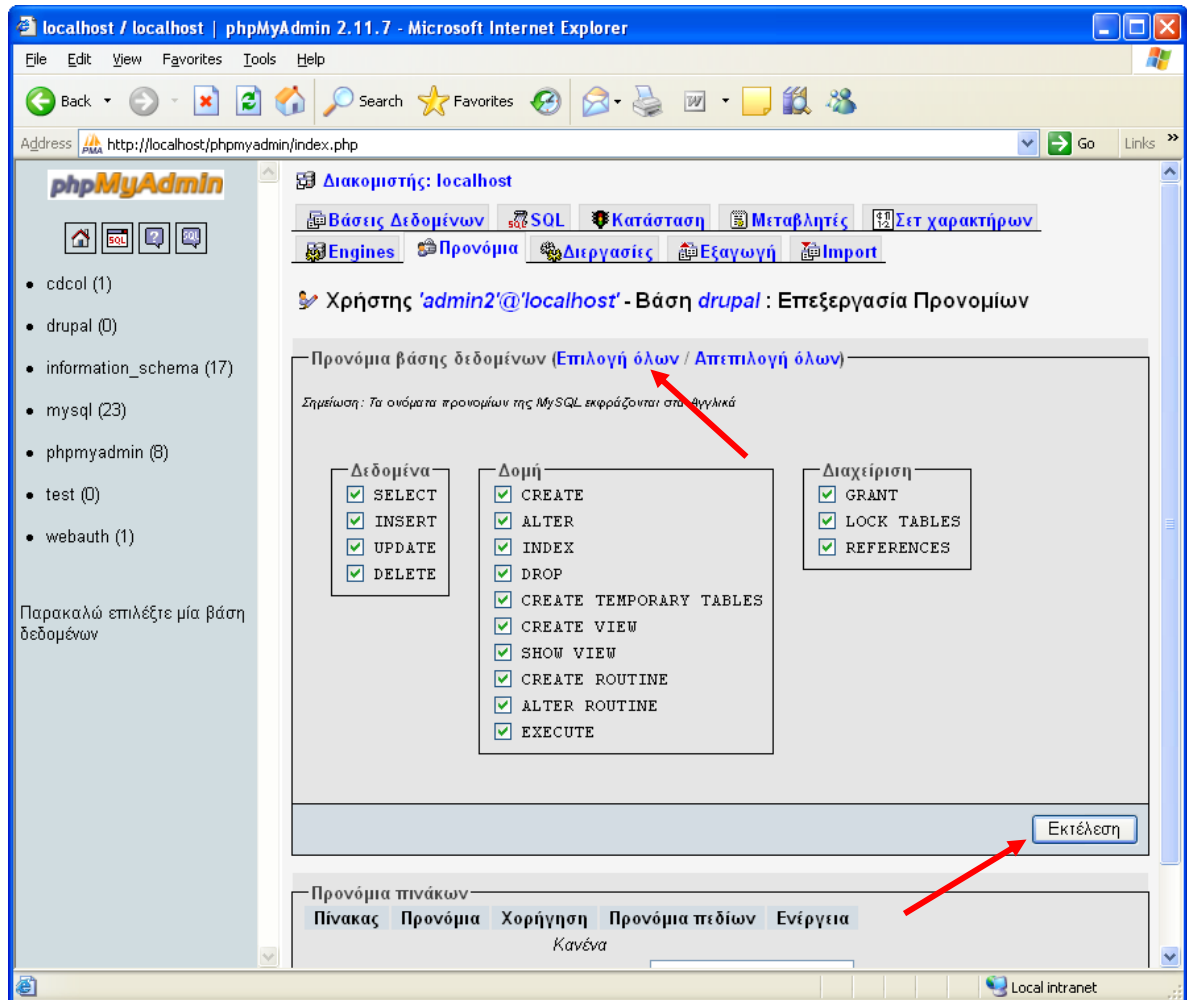 localhost / localhost | phpMyAdmin 2.11.7 - Microsoft Internet Explorer
File Edit View Favorites Tools Help
Back Search Favorites
Address PMA http://localhost/phpmyadmin/index.php Go Links »
phpMyAdmin
SQL SQL
cdcol (1)
drupal (0)
information_schema (17)
mysql (23)
phpmyadmin (8)
test (0)
webauth (1)
Παρακαλώ επιλέξτε μία βάση
δεδομένων
Διακομιστής: localhost
Βάσεις Δεδομένων SQL Κατάσταση Μεταβλητές Σετ χαρακτήρων
Engines Προνόμια Διεργασίες Εξαγωγή Import
Χρήστης 'admin2'@'localhost' - Βάση drupal : Επεξεργασία Προνομίων
Προνόμια βάσης δεδομένων (Επιλογή όλων / Απεπιλογή όλων)
Σημείωση: Τα ονόματα προνομίων της MySQL εκφράζονται στα Αγγλικά
Δεδομένα
SELECT
INSERT
UPDATE
DELETE
Δομή
CREATE
ALTER
INDEX
DROP
CREATE TEMPORARY TABLES
CREATE VIEW
SHOW VIEW
CREATE ROUTINE
ALTER ROUTINE
EXECUTE
Διαχείριση
GRANT
LOCK TABLES
REFERENCES
Εκτέλεση
Προνόμια πινάκων
Πίνακας Προνόμια Χορήγηση Προνόμια πεδίων Ενέργεια
Κανένα
Local intranet